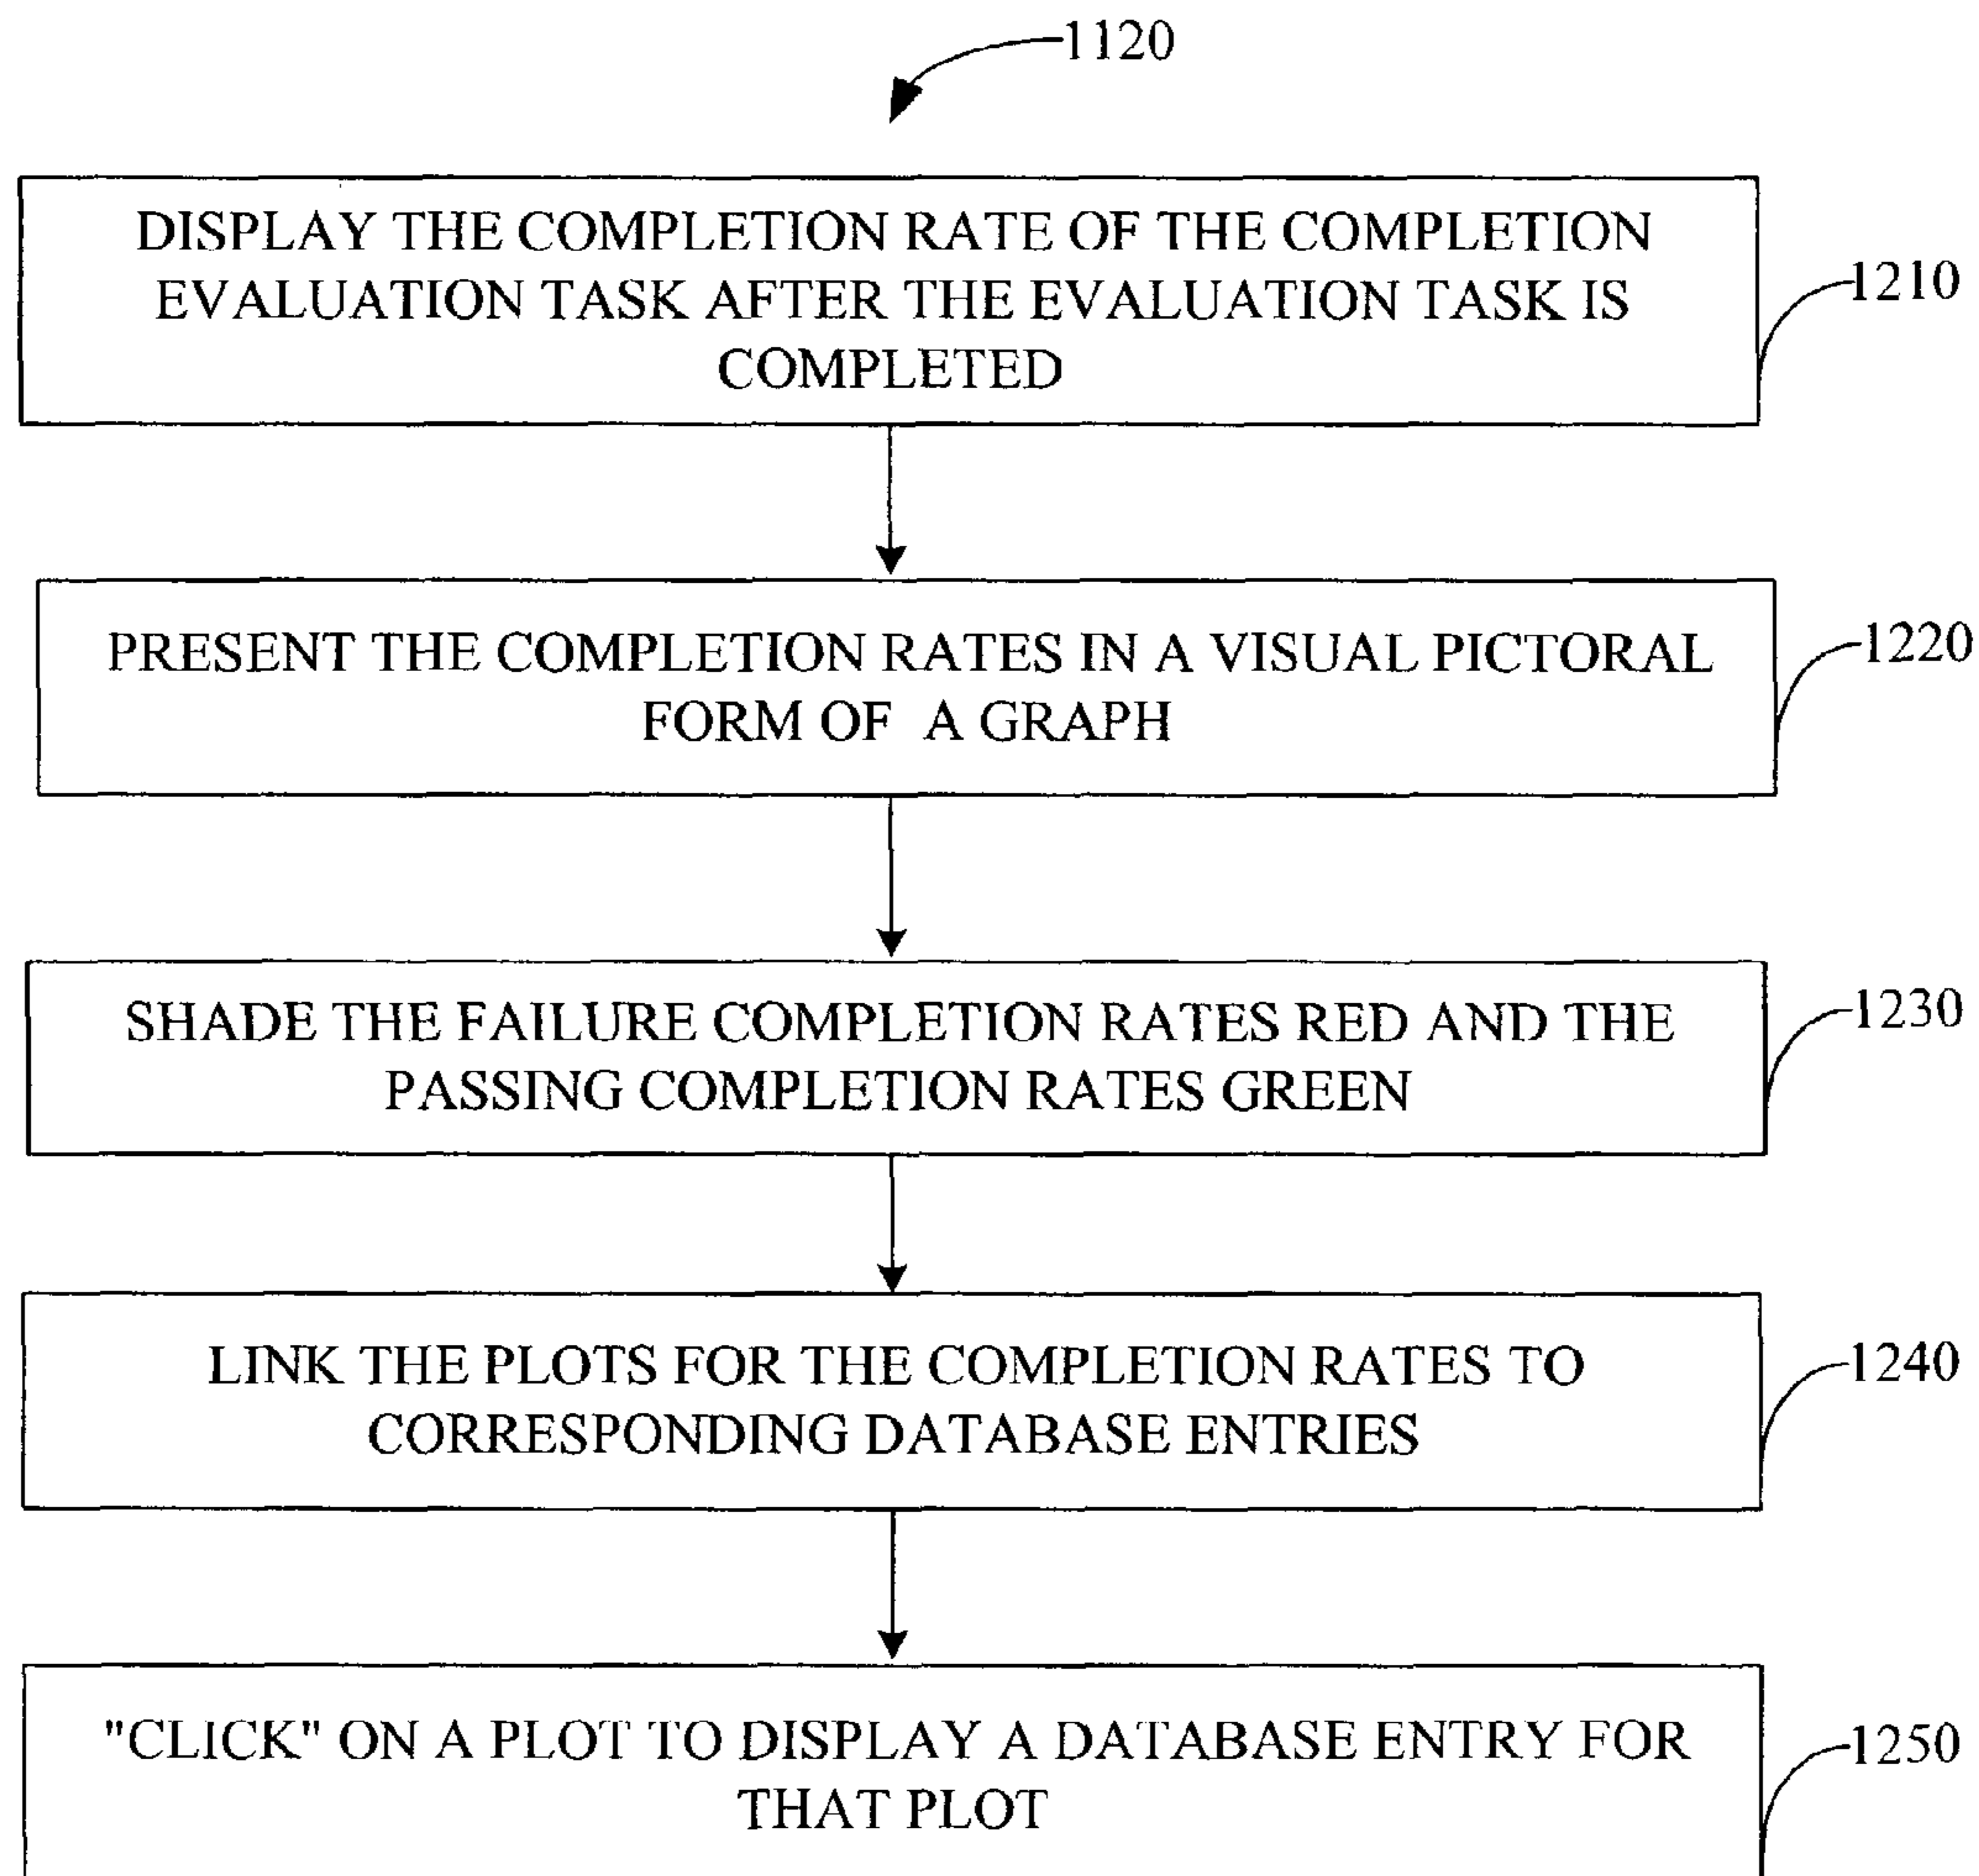 1120
DISPLAY THE COMPLETION RATE OF THE COMPLETION
EVALUATION TASK AFTER THE EVALUATION TASK IS
COMPLETED
1210
PRESENT THE COMPLETION RATES IN A VISUAL PICTORAL
FORM OF A GRAPH
1220
SHADE THE FAILURE COMPLETION RATES RED AND THE
PASSING COMPLETION RATES GREEN
1230
LINK THE PLOTS FOR THE COMPLETION RATES TO
CORRESPONDING DATABASE ENTRIES
1240
"CLICK" ON A PLOT TO DISPLAY A DATABASE ENTRY FOR
THAT PLOT
1250